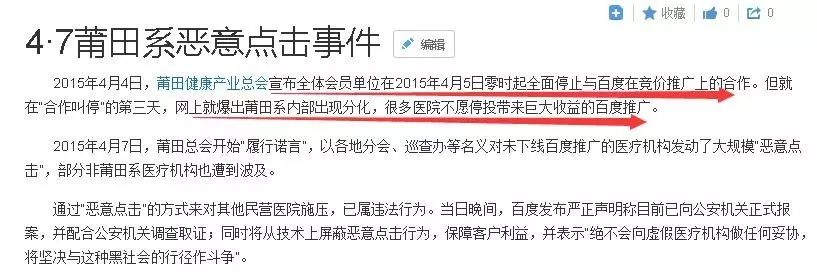 收藏 0 0
4·7莆田系恶意点击事件 编辑
2015年4月4日，莆田健康产业总会宣布全体会员单位在2015年4月5日零时起全面停止与百度在竞价推广上的合作。但就
在“合作叫停”的第三天，网上就爆出莆田系内部出现分化，很多医院不愿停投带来巨大收益的百度推广。
2015年4月7日，莆田总会开始“履行诺言”，以各地分会、巡查办等名义对未下线百度推广的医疗机构发动了大规模“恶意点
击”，部分非莆田系医疗机构也遭到波及。
通过“恶意点击”的方式来对其他民营医院施压，已属违法行为。当日晚间，百度发布严正声明称目前已向公安机关正式报
案，并配合公安机关调查取证；同时将从技术上屏蔽恶意点击行为，保障客户利益，并表示“绝不会向虚假医疗机构做任何妥协，
将坚决与这种黑社会的行径作斗争”。